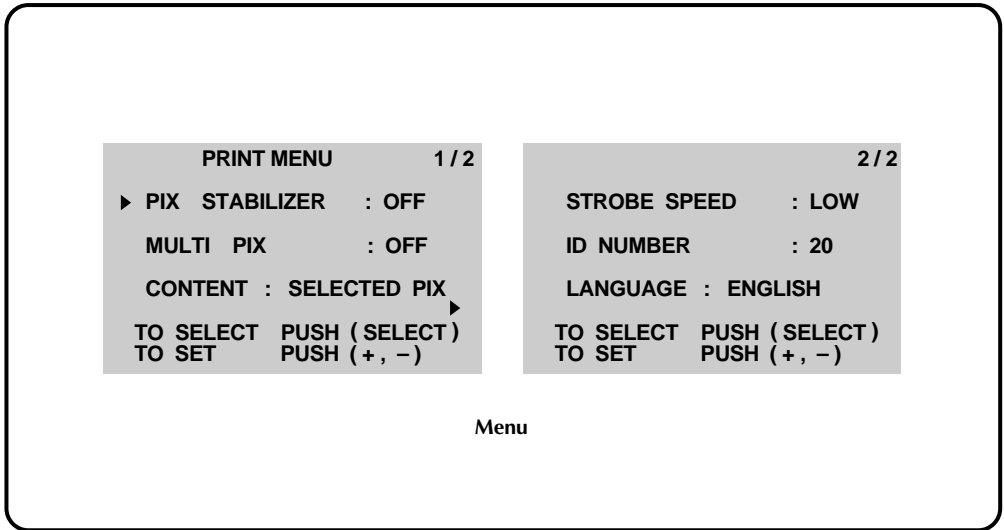 PRINT MENU 1 / 2
PIX STABILIZER : OFF
MULTI PIX : OFF
CONTENT : SELECTED PIX
TO SELECT PUSH ( SELECT )
TO SET PUSH ( + , – )
2 / 2
STROBE SPEED : LOW
ID NUMBER : 20
LANGUAGE : ENGLISH
TO SELECT PUSH ( SELECT )
TO SET PUSH ( + , – )
Menu